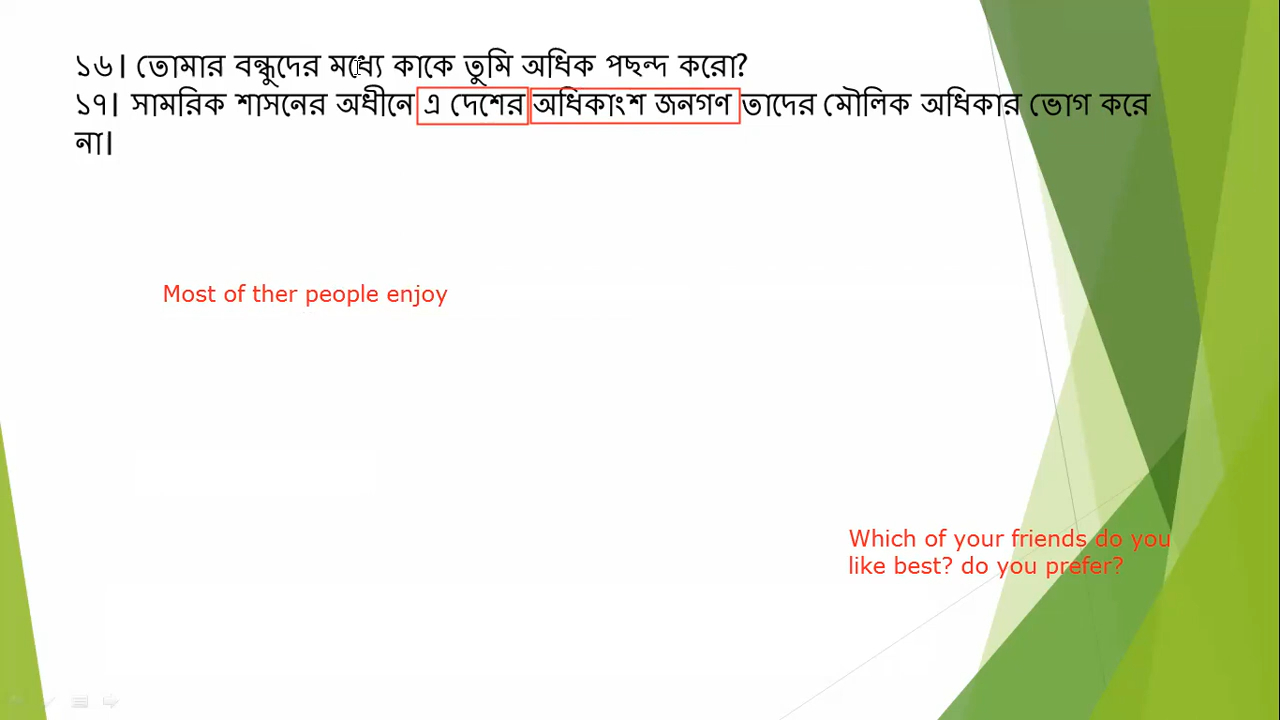 ১৬। তোমার বন্ধুদের মধ্যে কাকে তুমি অধিক পছন্দ করো?
১৭। সামরিক শাসনের অধীনে এ দেশের অধিকাংশ জনগণ তাদের মৌলিক অধিকার ভোগ করে
না।
Most of ther people enjoy
Which of your friends do you
like best? do you prefer?